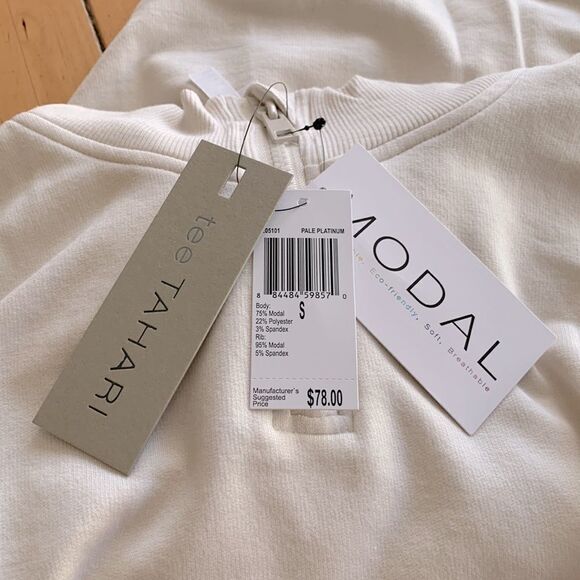 tee TAHARI
05101 PALE PLATINUM
8 84484 59857 0
S
Body:
75% Modal
22% Polyester
3% Spandex
Rib:
95% Modal
5% Spandex
Manufacturer's
Suggested
Price
$78.00
MODAL
Eco-friendly, Soft, Breathable